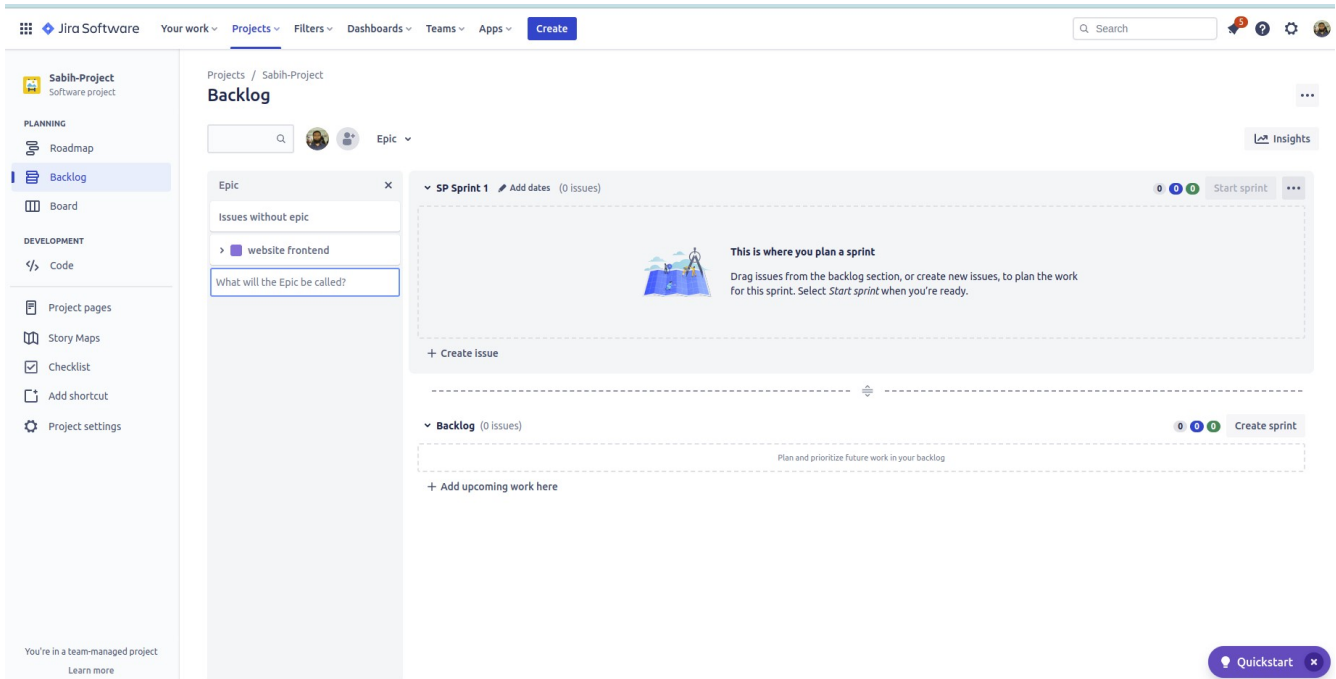 Jira Software Your work Projects Filters Dashboards Teams Apps Create Search 5
Sabih-Project
Software project
PLANNING
Roadmap
Backlog
Board
DEVELOPMENT
Code
Project pages
Story Maps
Checklist
Add shortcut
Project settings
You're in a team-managed project
Learn more
Projects / Sabih-Project
Backlog
Epic
Insights
Epic
Issues without epic
website frontend
What will the Epic be called?
SP Sprint 1 Add dates (0 issues) 0 0 0 Start sprint
This is where you plan a sprint
Drag issues from the backlog section, or create new issues, to plan the work
for this sprint. Select Start sprint when you're ready.
+ Create issue
Backlog (0 issues) 0 0 0 Create sprint
Plan and prioritize future work in your backlog
+ Add upcoming work here
Quickstart